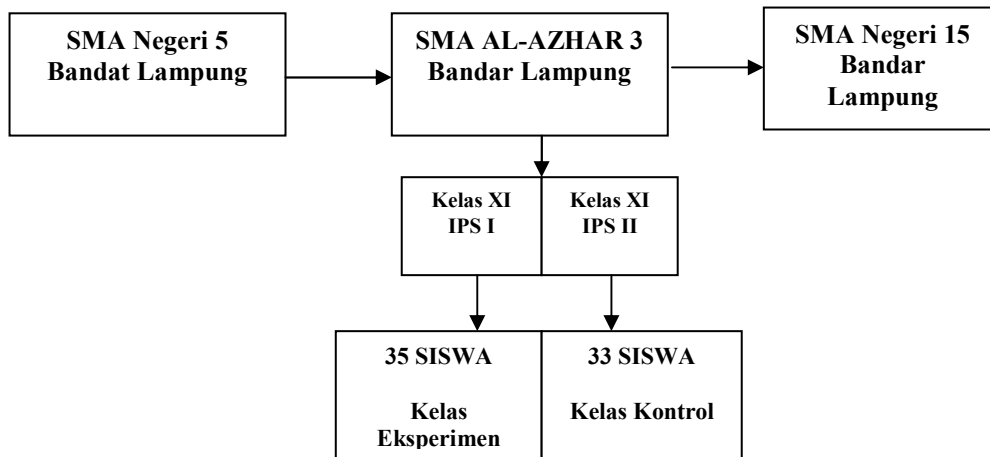 SMA Negeri 5
Bandat Lampung
SMA AL-AZHAR 3
Bandar Lampung
SMA Negeri 15
Bandar
Lampung
Kelas XI
IPS I
Kelas XI
IPS II
35 SISWA
Kelas
Eksperimen
33 SISWA
Kelas Kontrol